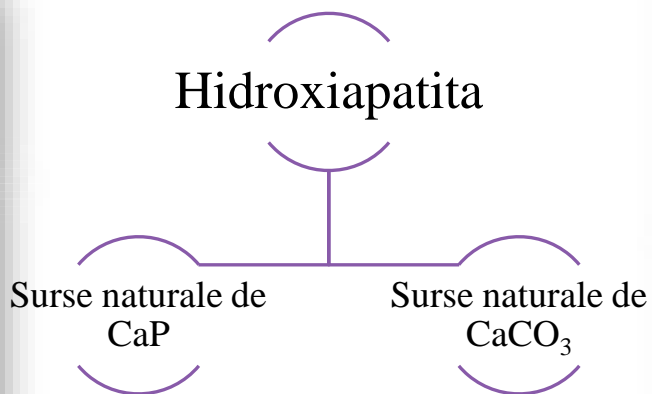 Hidroxiapatita
Surse naturale de
CaP
Surse naturale de
CaCO₃